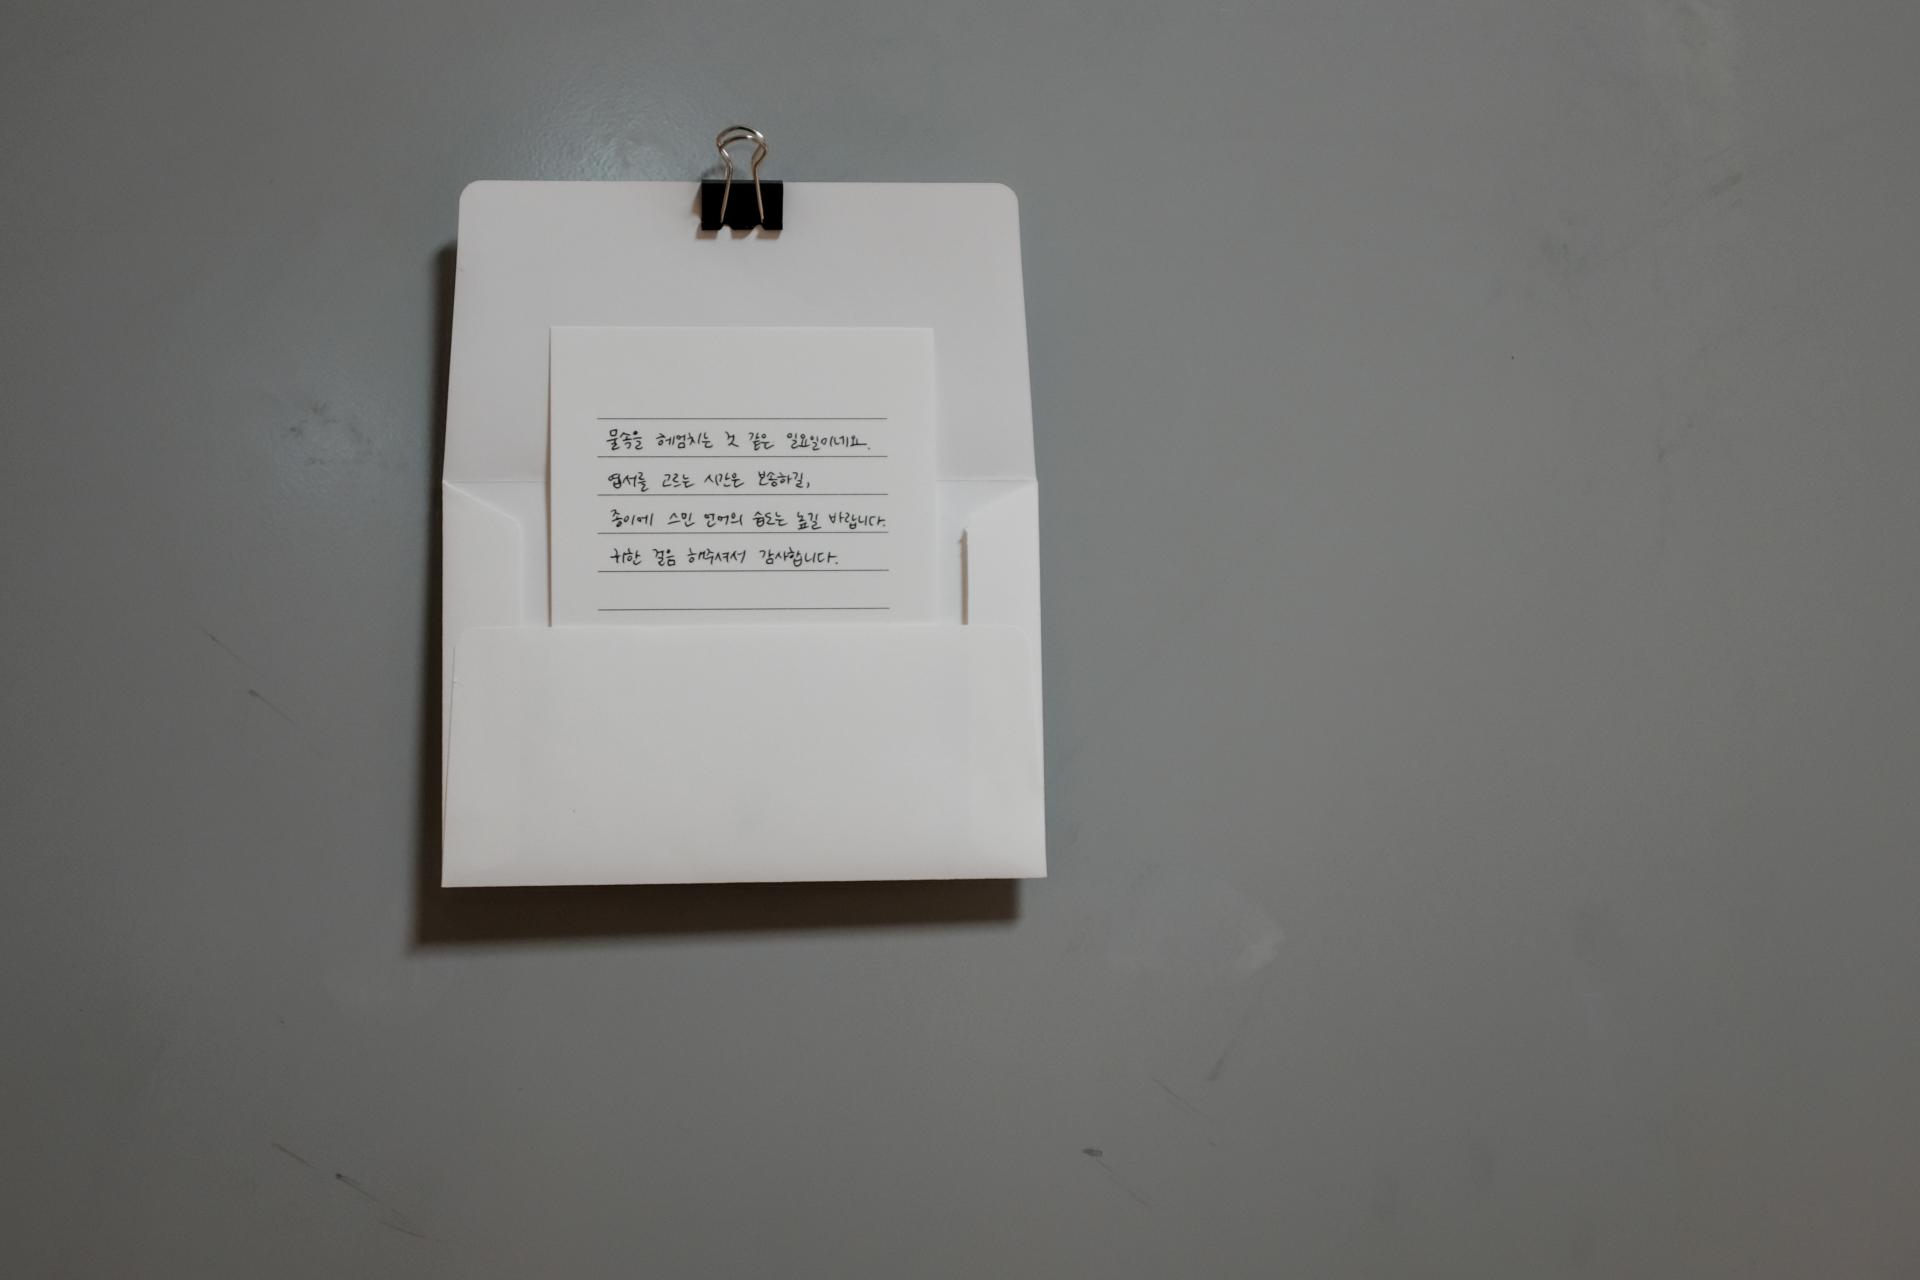 물속을 헤엄치는 것 같은 일요일이네요.
엽서를 고르는 시간은 보송하길,
종이에 스민 언어의 습도는 높길 바랍니다.
귀한 걸음 해주셔서 감사합니다.